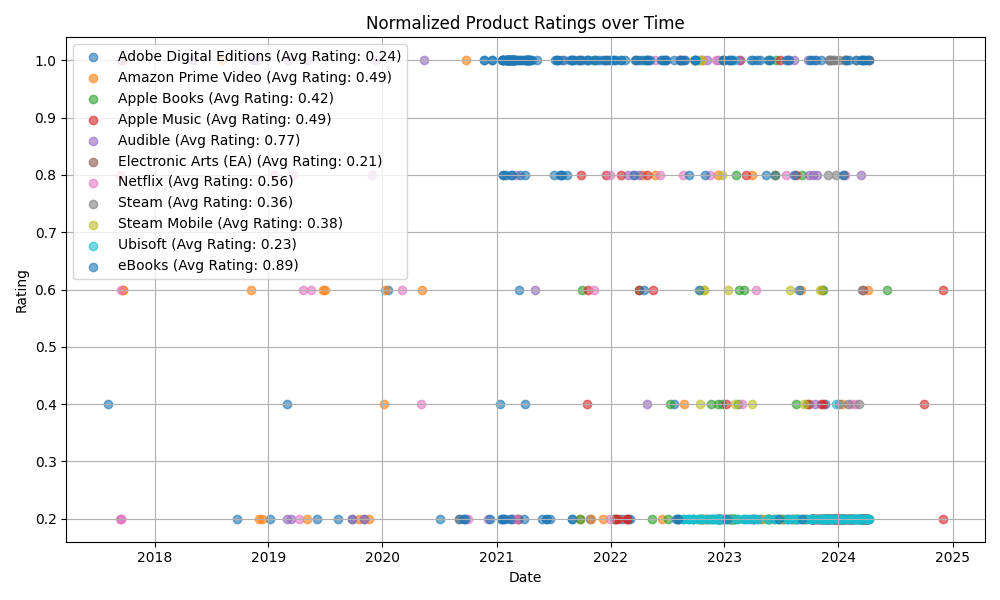 Normalized Product Ratings over Time
Adobe Digital Editions (Avg Rating: 0.24)
Amazon Prime Video (Avg Rating: 0.49)
Apple Books (Avg Rating: 0.42)
Apple Music (Avg Rating: 0.49)
Audible (Avg Rating: 0.77)
Electronic Arts (EA) (Avg Rating: 0.21)
Netflix (Avg Rating: 0.56)
Steam (Avg Rating: 0.36)
Steam Mobile (Avg Rating: 0.38)
Ubisoft (Avg Rating: 0.23)
eBooks (Avg Rating: 0.89)
Rating
1.0
0.9
0.8
0.7
0.6
0.5
0.4
0.3
0.2
2018 2019 2020 2021 2022 2023 2024 2025
Date